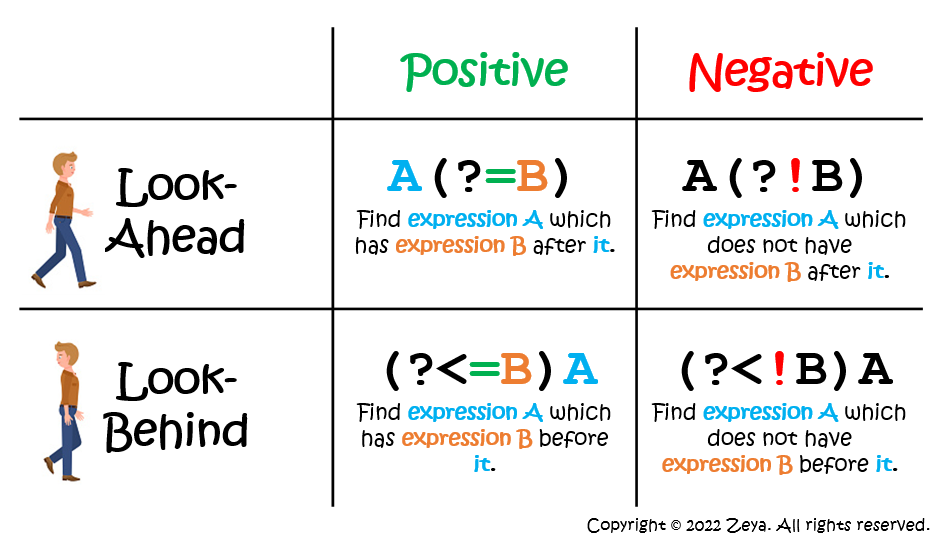 Positive
Negative
Look-
Ahead
A(?=B)
Find expression A which
has expression B after it.
A(?!B)
Find expression A which
does not have
expression B after it.
Look-
Behind
(?<=B)A
Find expression A which
has expression B before
it.
(?<!B)A
Find expression A which
does not have
expression B before it.
Copyright © 2022 Zeya. All rights reserved.